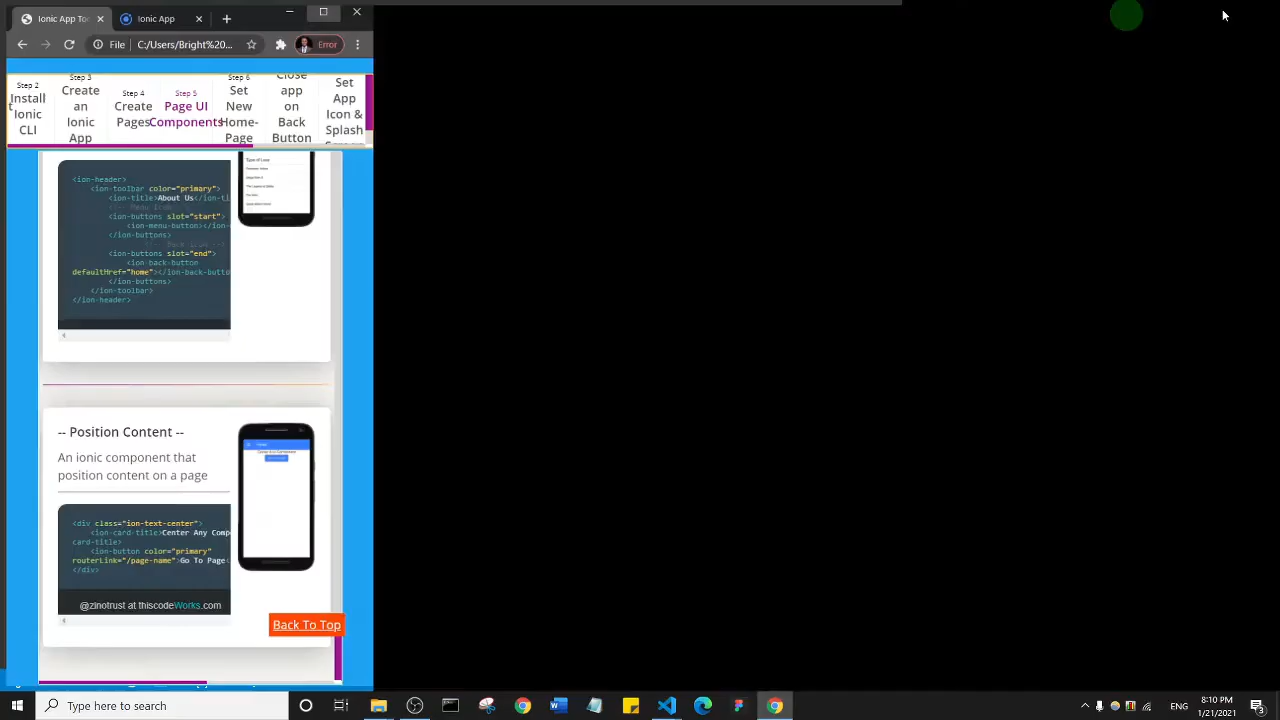 Ionic App Too
Ionic App
File
C:/Users/Bright%20...
Error
Step 2
Install
Ionic
CLI
Step 3
Create
an
Ionic
App
Step 4
Create
Pages
Step 5
Page UI
Components
Step 6
Set
New
Home-
Page
Close
app
on
Back
Button
Set
App
Icon &
Splash
<ion-header>
<ion-toolbar color="primary">
<ion-title>About Us</ion-ti
<!-- Menu Icon
<ion-buttons slot="start">
<ion-menu-button></ion-
</ion-buttons>
<!-- Back Icon -->
<ion-buttons slot="end">
<ion-back-button
defaultHref="home"></ion-back-butt
</ion-buttons>
</ion-toolbar>
</ion-header>
-- Position Content --
An ionic component that
position content on a page
<div class="ion-text-center">
<ion-card-title>Center Any Comp
card-title>
<ion-button color="primary"
routerLink="/page-name">Go To Page
</div>
@zinotrust at thiscodeWorks.com
Back To Top
Type here to search
ENG
8:10 PM
8/21/2021